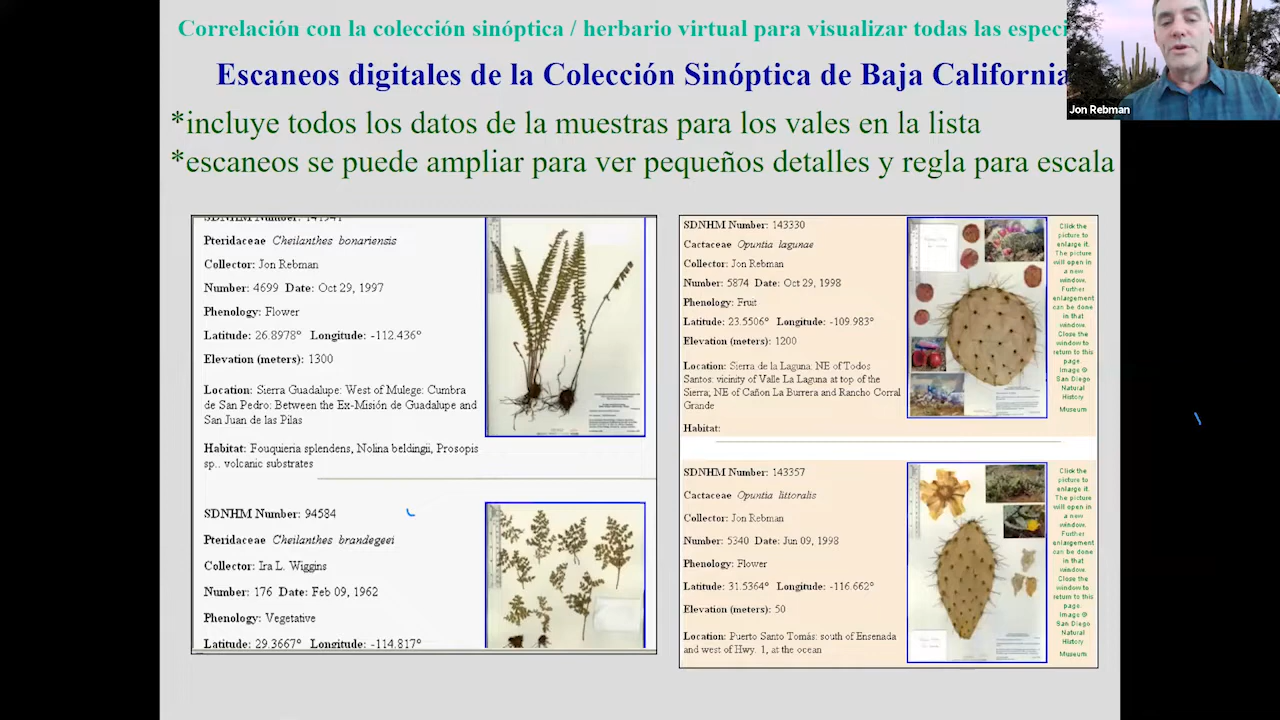 Correlación con la colección sinóptica / herbario virtual para visualizar todas las especi
Escaneos digitales de la Colección Sinóptica de Baja California
Jon Rebman
*incluye todos los datos de la muestras para los vales en la lista
*escaneos se puede ampliar para ver pequeños detalles y regla para escala
SDNHM Number: 141941
Pteridaceae Cheilanthes bonariensis
Collector: Jon Rebman
Number: 4699 Date: Oct 29, 1997
Phenology: Flower
Latitude: 26.8978° Longitude: -112.436°
Elevation (meters): 1300
Location: Sierra Guadalupe: West of Mulege: Cumbra
de San Pedro: Between the Ex-Misión de Guadalupe and
San Juan de las Pilas
Habitat: Fouquieria splendens, Nolina beldingii, Prosopis
sp.. volcanic substrates
SDNHM Number: 94584
Pteridaceae Cheilanthes brandegeei
Collector: Ira L. Wiggins
Number: 176 Date: Feb 09, 1962
Phenology: Vegetative
Latitude: 29.3667° Longitude: -114.817°
SDNHM Number: 143330
Cactaceae Opuntia lagunae
Collector: Jon Rebman
Number: 5874 Date: Oct 29, 1998
Phenology: Fruit
Latitude: 23.5506° Longitude: -109.983°
Elevation (meters): 1200
Location: Sierra de la Laguna, NE of Todos
Santos: vicinity of Valle La Laguna at top of the
Sierra; NE of Cañon La Burrera and Rancho Corral
Grande
Habitat:
Click the
picture to
enlarge it.
The picture
will open in
a new
window.
Further
enlargement
can be done
in that
window.
Close the
window to
return to this
page.
Image ©
San Diego
Natural
History
Museum
SDNHM Number: 143357
Cactaceae Opuntia littoralis
Collector: Jon Rebman
Number: 5340 Date: Jun 09, 1998
Phenology: Flower
Latitude: 31.5364° Longitude: -116.662°
Elevation (meters): 50
Location: Puerto Santo Tomás: south of Ensenada
and west of Hwy. 1, at the ocean
Click the
picture to
enlarge it.
The picture
will open in
a new
window.
Further
enlargement
can be done
in that
window.
Close the
window to
return to this
page.
Image ©
San Diego
Natural
History
Museum